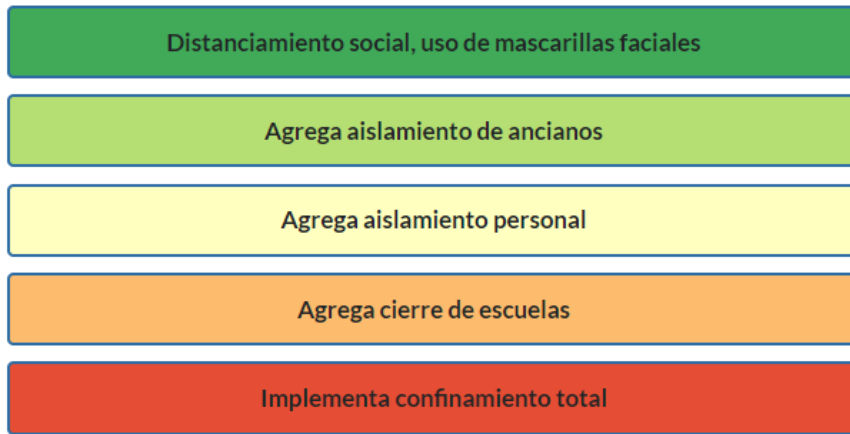 Distanciamiento social, uso de mascarillas faciales
Agrega aislamiento de ancianos
Agrega aislamiento personal
Agrega cierre de escuelas
Implementa confinamiento total